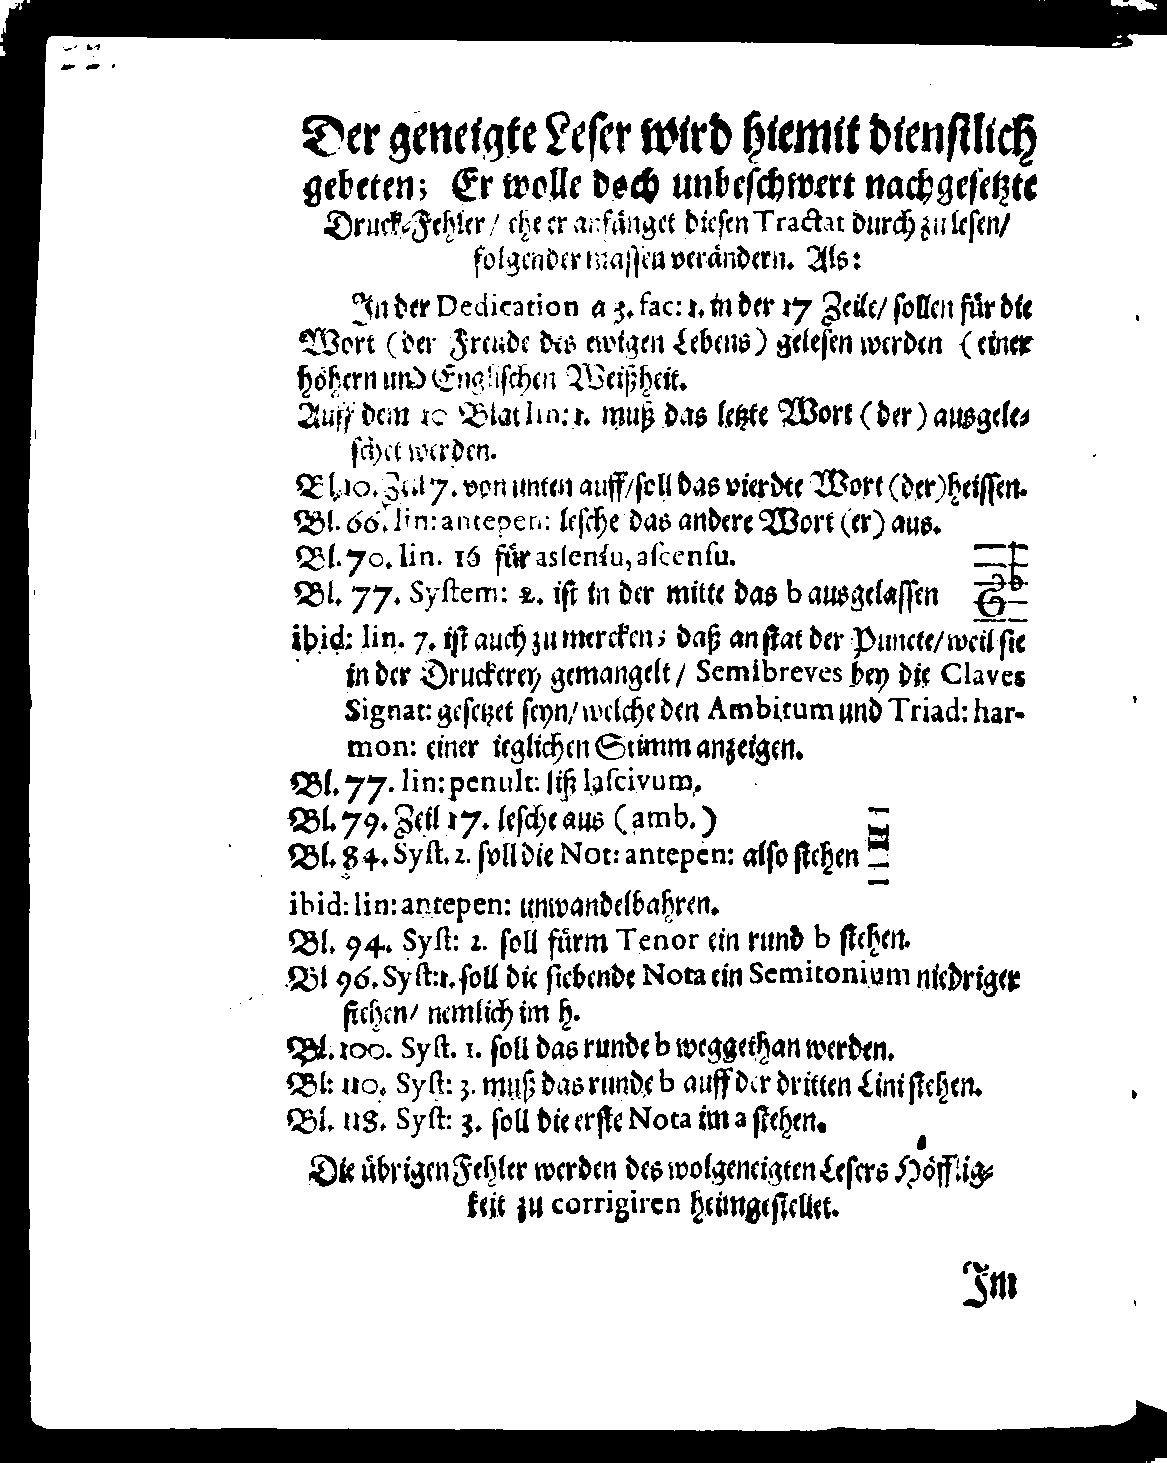 Der geneigte Leser wird hiemit dienstlich
gebeten; Er wolle doch unbeschwert nachgesetzte
Druck-Fehler/ ehe er anfänget diesen Tractat durch zu lesen/
folgender massen verändern. Als:
In der Dedication a 3. fac: 1. in der 17 Zeile/ sollen für die
Wort (der Freude des ewigen Lebens) gelesen werden (einer
höhern und Englischen Weißheit.
Auff dem 10 Blat lin: 1. muß das letzte Wort (der) ausgele-
schet werden.
Bl. 10. Zeil 7. von unten auff/ soll das vierdte Wort (der) heissen.
Bl. 66. lin: antepen: lesche das andere Wort (er) aus.
Bl. 70. lin. 16 für aslensu, ascensu.
Bl. 77. System: 2. ist in der mitte das b ausgelassen
ibid: lin. 7. ist auch zu mercken; daß anstat der Puncte/ weil sie
in der Druckerey gemangelt/ Semibreves bey die Claves
Signat: gesetzet seyn/ welche den Ambitum und Triad: har-
mon: einer ieglichen Stimm anzeigen.
Bl. 77. lin: penult: liß lascivum.
Bl. 79. Zeil 17. lesche aus (amb.)
Bl. 84. Syst. 2. soll die Not: antepen: also stehen
ibid: lin: antepen: unwandelbahren.
Bl. 94. Syst: 2. soll fürm Tenor ein rund b stehen.
Bl 96. Syst: 1. soll die siebende Nota ein Semitonium niedriger
stehen/ nemlich im h.
Bl. 100. Syst. 1. soll das runde b weggethan werden.
Bl: 110. Syst: 3. muß das runde b auff der dritten Lini stehen.
Bl. 118. Syst: 3. soll die erste Nota im a stehen.
Die übrigen Fehler werden des wolgeneigten Lesers Höfflig-
keit zu corrigiren heimgestellet.
Im